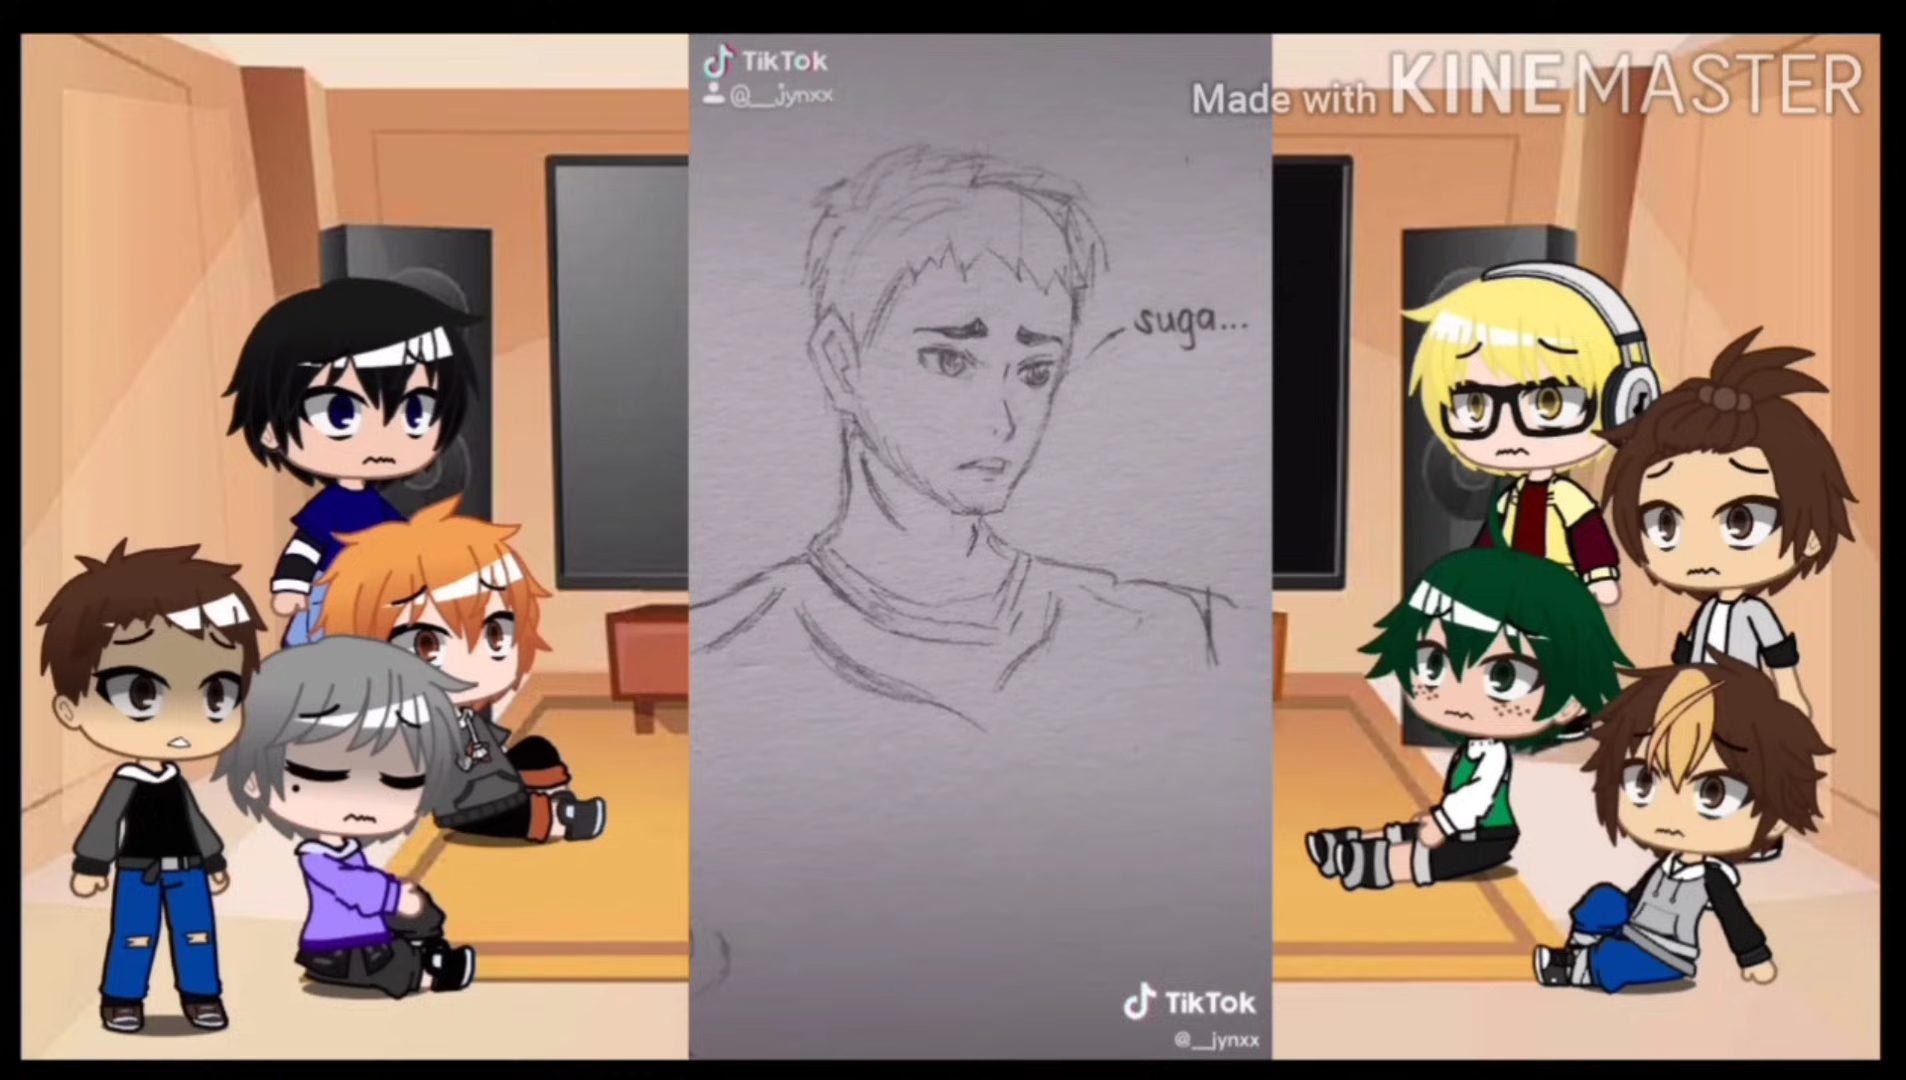 TikTok
@__jynxx
Made with KINEMASTER
suga...
TikTok
@__jynxx